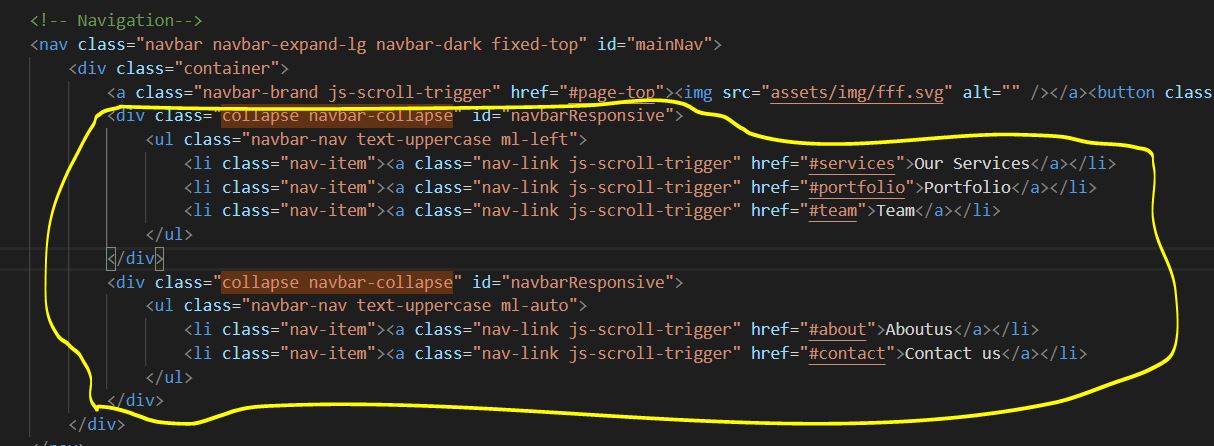 <!-- Navigation-->
<nav class="navbar navbar-expand-lg navbar-dark fixed-top" id="mainNav">
<div class="container">
<a class="navbar-brand js-scroll-trigger" href="#page-top"><img src="assets/img/fff.svg" alt="" /></a><button class
<div class="collapse navbar-collapse" id="navbarResponsive">
<ul class="navbar-nav text-uppercase ml-left">
<li class="nav-item"><a class="nav-link js-scroll-trigger" href="#services">Our Services</a></li>
<li class="nav-item"><a class="nav-link js-scroll-trigger" href="#portfolio">Portfolio</a></li>
<li class="nav-item"><a class="nav-link js-scroll-trigger" href="#team">Team</a></li>
</ul>
</div>
<div class="collapse navbar-collapse" id="navbarResponsive">
<ul class="navbar-nav text-uppercase ml-auto">
<li class="nav-item"><a class="nav-link js-scroll-trigger" href="#about">Aboutus</a></li>
<li class="nav-item"><a class="nav-link js-scroll-trigger" href="#contact">Contact us</a></li>
</ul>
</div>
</div>